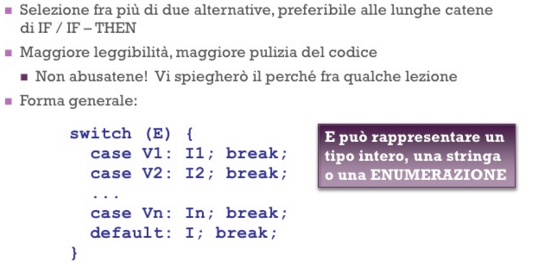 Selezione fra più di due alternative, preferibile alle lunghe catene
di IF / IF – THEN
Maggiore leggibilità, maggiore pulizia del codice
Non abusatene! Vi spiegherò il perché fra qualche lezione
Forma generale:
switch (E) {
case V1: I1; break;
case V2: I2; break;
...
case Vn: In; break;
default: I; break;
}
E può rappresentare un
tipo intero, una stringa
o una ENUMERAZIONE